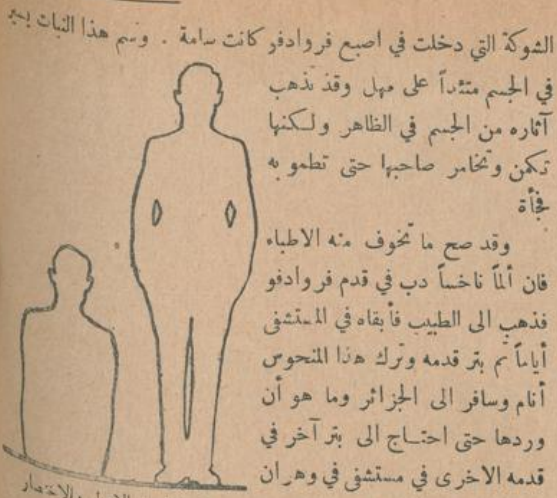 الشوكة التي دخلت في اصبع فروادفر كانت سامة . وسم هذا النبات يسير
في الجسم متئداً على مهل وقد تذهب
آثاره من الجسم في الظاهر ولكنها
تكمن وتخامر صاحبها حتى تطمو به
فجأة
وقد صح ما تخوف منه الاطباء
فان ألماً ناخساً دب في قدم فروادفو
فذهب الى الطبيب فأبقاه في المستشفى
أياماً ثم بتر قدمه وترك هذا المنحوس
أنام وسافر الى الجزائر وما هو أن
وردها حتى احتاج الى بتر آخر في
قدمه الاخرى في مستشفى في وهران
والاختصار